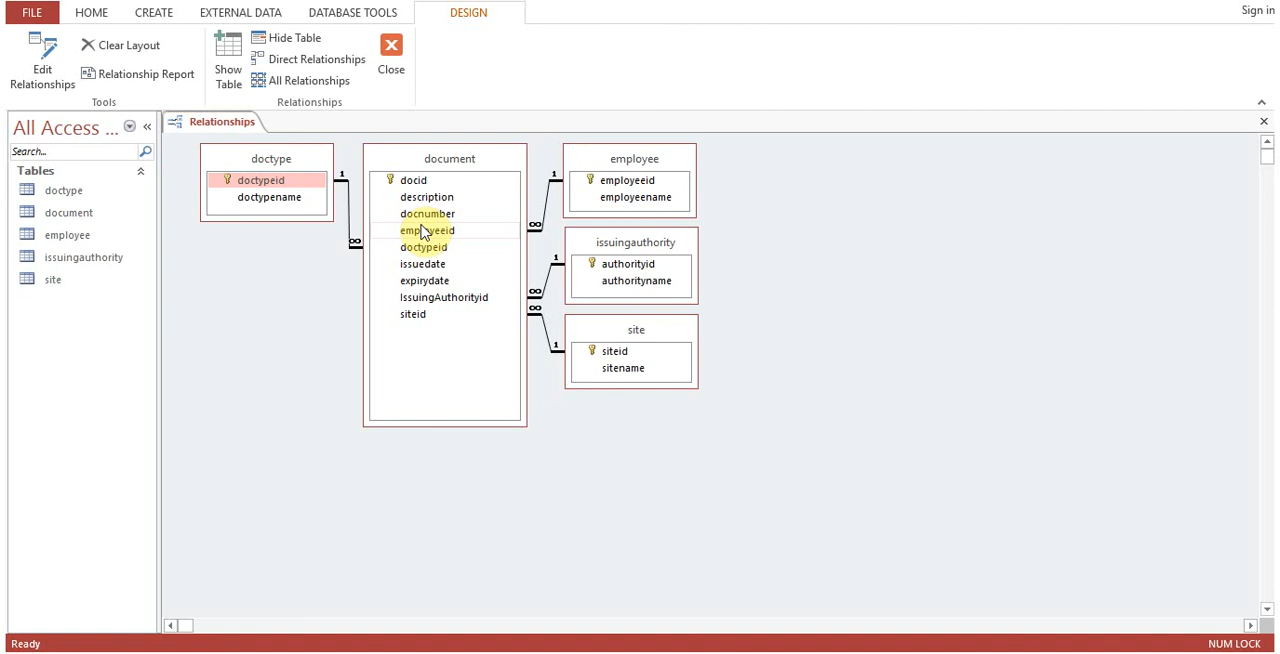 FILE HOME CREATE EXTERNAL DATA DATABASE TOOLS DESIGN Sign in
Edit Relationships
Clear Layout
Relationship Report
Tools
Show Table
Hide Table
Direct Relationships
All Relationships
Relationships
Close
All Access ...
Search...
Tables
doctype
document
employee
issuingauthority
site
Relationships
doctype
1
doctypeid
doctypename
∞
document
docid
description
docnumber
employeeid
doctypeid
issuedate
expirydate
IssuingAuthorityid
siteid
employee
1
employeeid
employeename
∞
issuingauthority
1
authorityid
authorityname
∞
∞
site
1
siteid
sitename
Ready
NUM LOCK